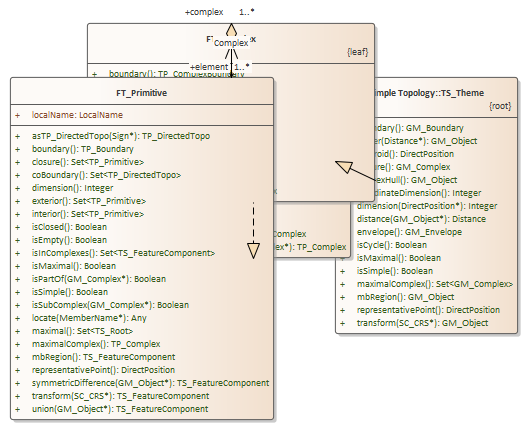 +complex 1..*
Complex
{leaf}
+element 1..*
boundary(): TP_ComplexBoundary
FT_Primitive
+ localName: LocalName
+ asTP_DirectedTopo(Sign*): TP_DirectedTopo
+ boundary(): TP_Boundary
+ closure(): Set<TP_Primitive>
+ coBoundary(): Set<TP_DirectedTopo>
+ dimension(): Integer
+ exterior(): Set<TP_Primitive>
+ interior(): Set<TP_Primitive>
+ isClosed(): Boolean
+ isEmpty(): Boolean
+ isInComplexes(): Set<TS_FeatureComponent>
+ isMaximal(): Boolean
+ isPartOf(GM_Complex*): Boolean
+ isSimple(): Boolean
+ isSubComplex(GM_Complex*): Boolean
+ locate(MemberName*): Any
+ maximal(): Set<TS_Root>
+ maximalComplex(): TP_Complex
+ mbRegion(): TS_FeatureComponent
+ representativePoint(): DirectPosition
+ symmetricDifference(GM_Object*): TS_FeatureComponent
+ transform(SC_CRS*): TS_FeatureComponent
+ union(GM_Object*): TS_FeatureComponent
mplex
ex*): TP_Complex
imple Topology::TS_Theme
{root}
ndary(): GM_Boundary
er(Distance*): GM_Object
roid(): DirectPosition
ure(): GM_Complex
exHull(): GM_Object
rdinateDimension(): Integer
dimension(DirectPosition*): Integer
distance(GM_Object*): Distance
+ envelope(): GM_Envelope
+ isCycle(): Boolean
+ isMaximal(): Boolean
+ isSimple(): Boolean
+ maximalComplex(): Set<GM_Complex>
+ mbRegion(): GM_Object
+ representativePoint(): DirectPosition
+ transform(SC_CRS*): GM_Object